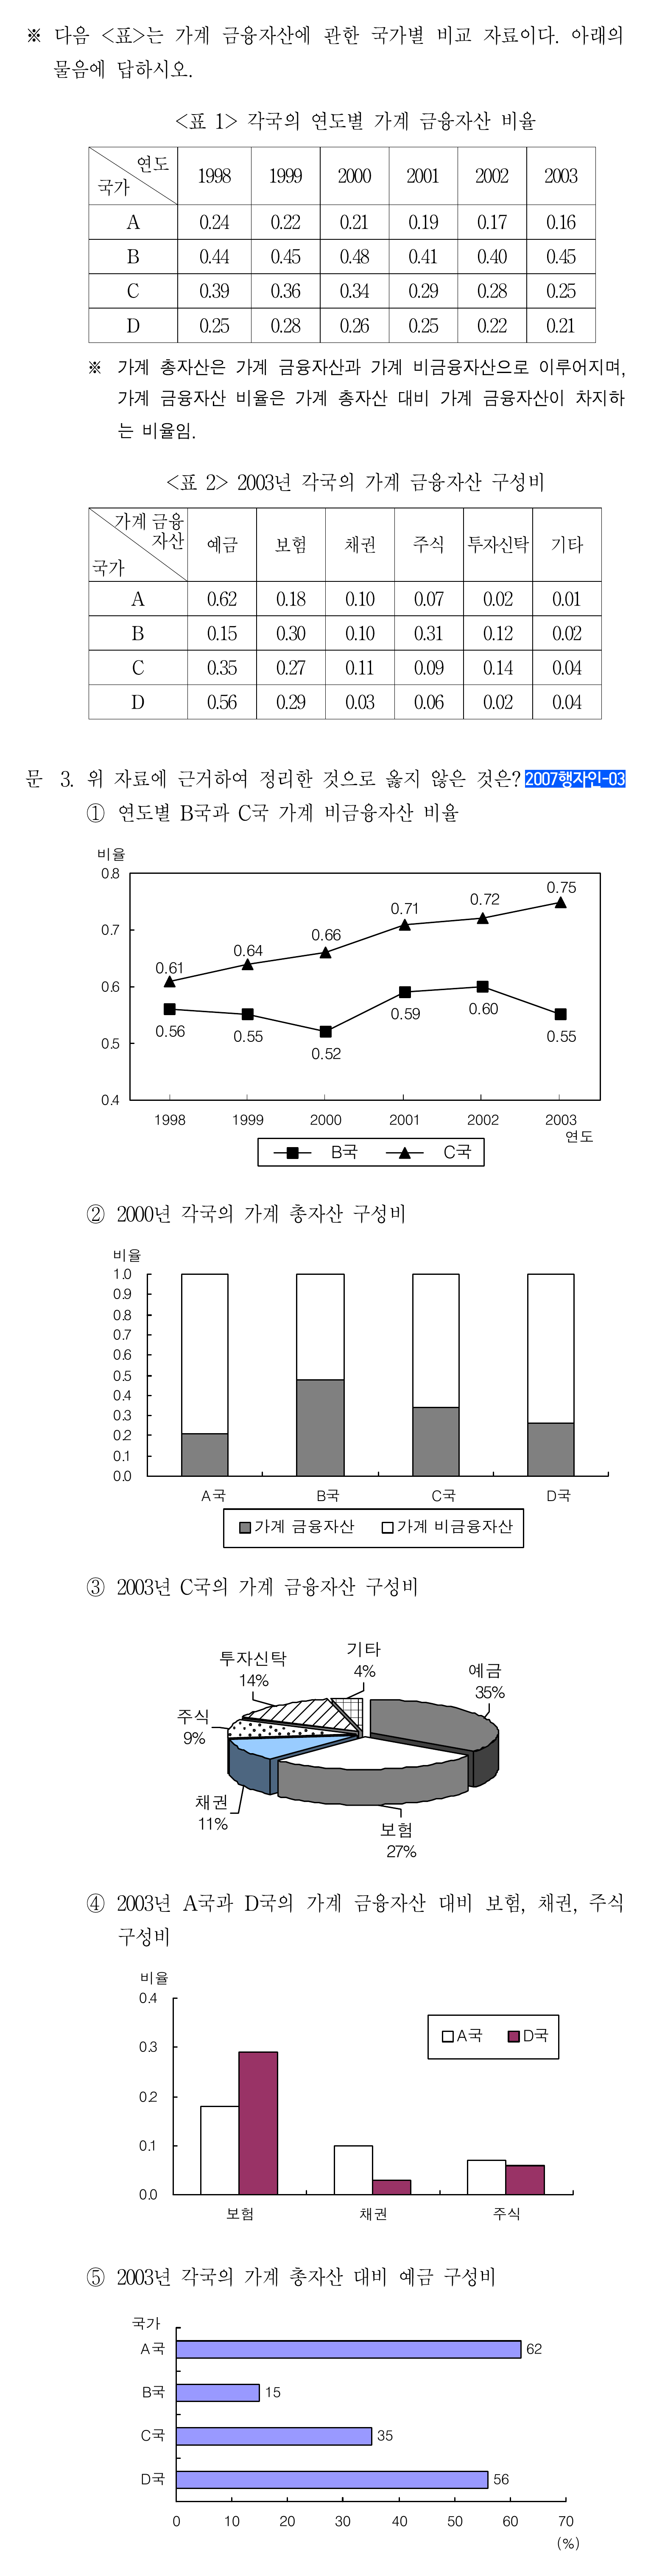 ※ 다음 <표>는 가계 금융자산에 관한 국가별 비교 자료이다. 아래의
물음에 답하시오.
<표 1> 각국의 연도별 가계 금융자산 비율
연도
국가
1998 1999 2000 2001 2002 2003
A 0.24 0.22 0.21 0.19 0.17 0.16
B 0.44 0.45 0.48 0.41 0.40 0.45
C 0.39 0.36 0.34 0.29 0.28 0.25
D 0.25 0.28 0.26 0.25 0.22 0.21
※ 가계 총자산은 가계 금융자산과 가계 비금융자산으로 이루어지며,
가계 금융자산 비율은 가계 총자산 대비 가계 금융자산이 차지하
는 비율임.
<표 2> 2003년 각국의 가계 금융자산 구성비
가계 금융
자산
국가
예금 보험 채권 주식 투자신탁 기타
A 0.62 0.18 0.10 0.07 0.02 0.01
B 0.15 0.30 0.10 0.31 0.12 0.02
C 0.35 0.27 0.11 0.09 0.14 0.04
D 0.56 0.29 0.03 0.06 0.02 0.04
문 3. 위 자료에 근거하여 정리한 것으로 옳지 않은 것은? 2007행자인-03
① 연도별 B국과 C국 가계 비금융자산 비율
비율
0.8
0.7
0.6
0.5
0.4
0.61 0.64 0.66 0.71 0.72 0.75
0.56 0.55 0.52 0.59 0.60 0.55
1998 1999 2000 2001 2002 2003
연도
B국 C국
② 2000년 각국의 가계 총자산 구성비
비율
1.0
0.9
0.8
0.7
0.6
0.5
0.4
0.3
0.2
0.1
0.0
A국 B국 C국 D국
가계 금융자산 가계 비금융자산
③ 2003년 C국의 가계 금융자산 구성비
기타
4%
투자신탁
14%
예금
35%
주식
9%
채권
11%
보험
27%
④ 2003년 A국과 D국의 가계 금융자산 대비 보험, 채권, 주식
구성비
비율
0.4
0.3
0.2
0.1
0.0
A국 D국
보험 채권 주식
⑤ 2003년 각국의 가계 총자산 대비 예금 구성비
국가
A국 62
B국 15
C국 35
D국 56
0 10 20 30 40 50 60 70
(%)